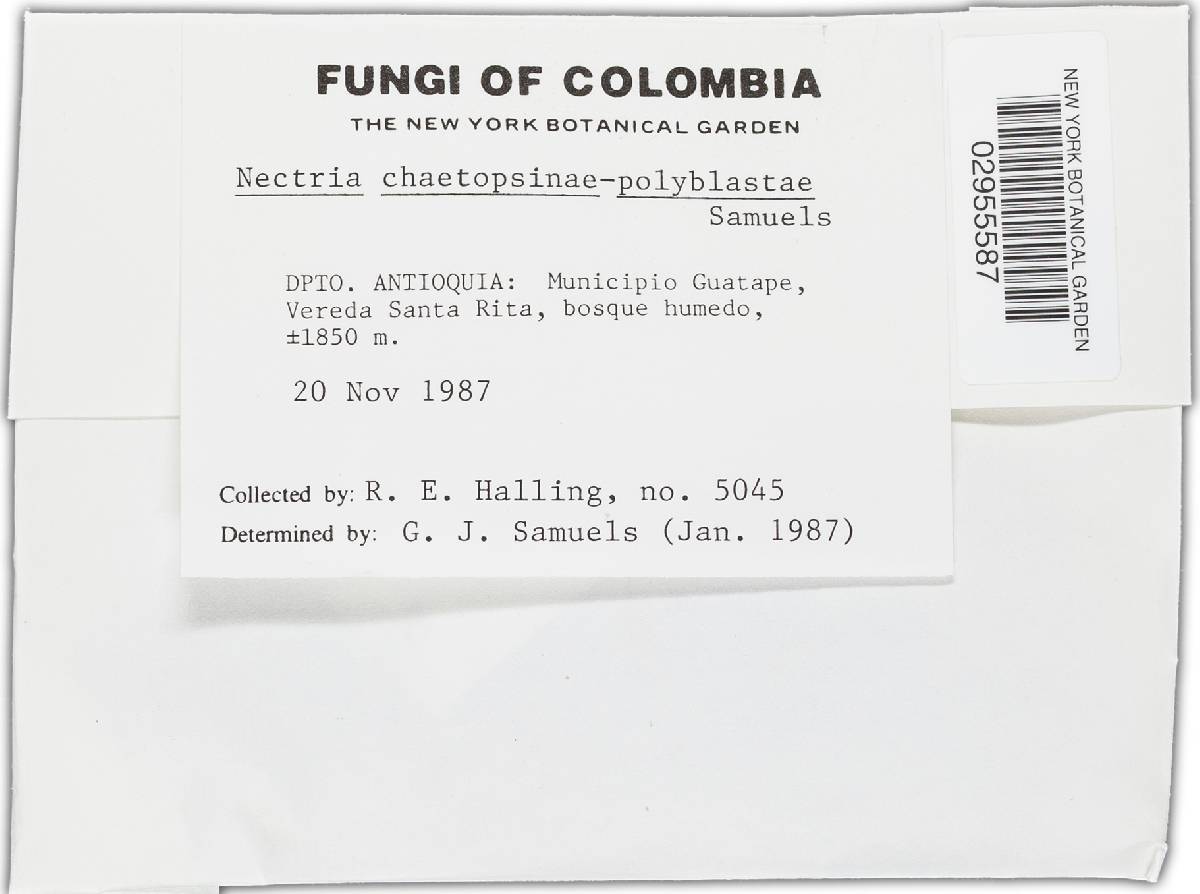 FUNGI OF COLOMBIA
THE NEW YORK BOTANICAL GARDEN
Nectria chaetopsinae-polyblastae
Samuels
DPTO. ANTIOQUIA: Municipio Guatape,
Vereda Santa Rita, bosque humedo,
±1850 m.
20 Nov 1987
Collected by: R. E. Halling, no. 5045
Determined by: G. J. Samuels (Jan. 1987)
NEW YORK BOTANICAL GARDEN
02955587